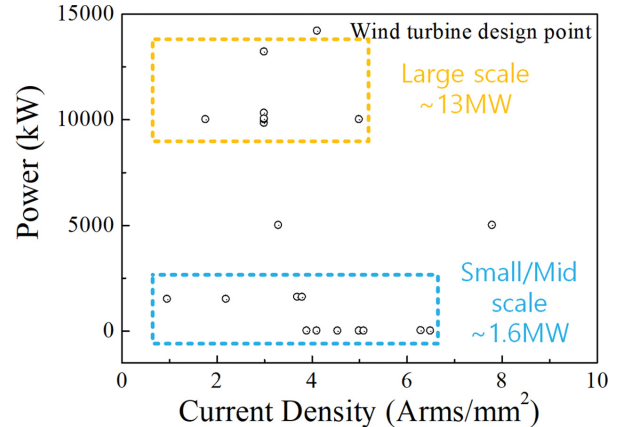 15000
Wind turbine design point
Large scale
~13MW
10000
Power (kW)
5000
Small/Mid
scale
~1.6MW
0
0 2 4 6 8 10
Current Density (Arms/mm²)